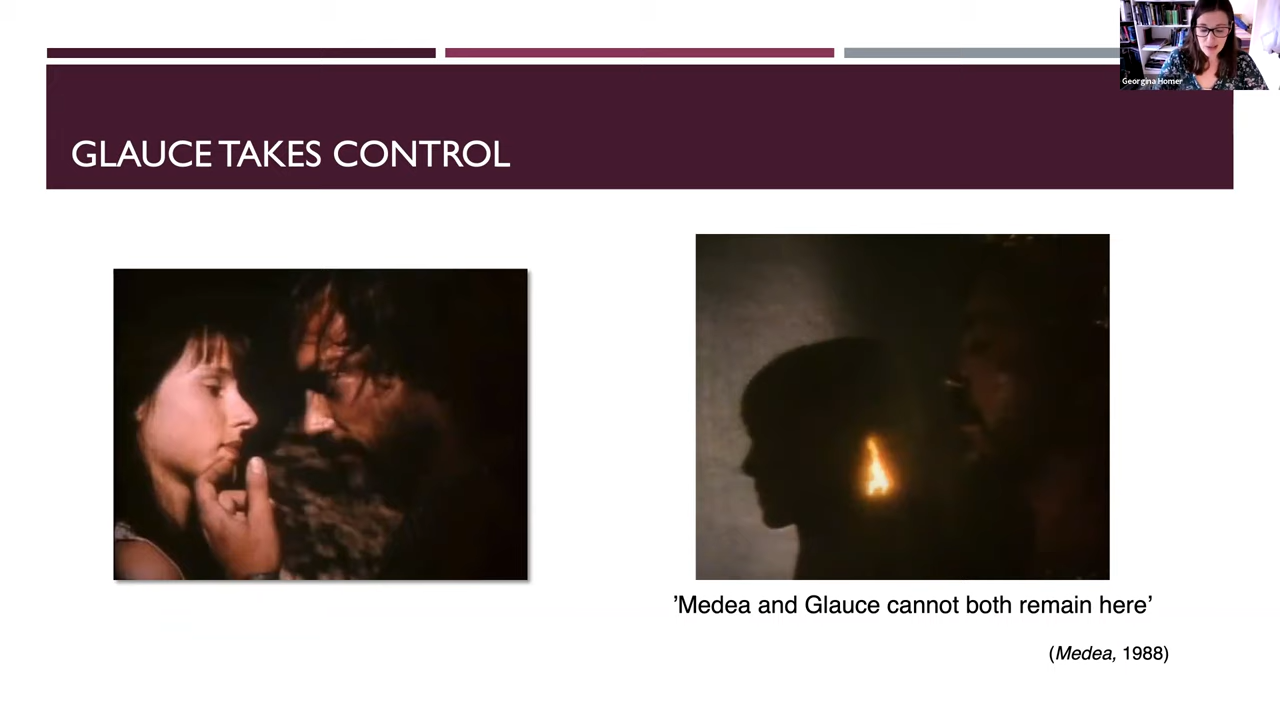 Georgina Homer
GLAUCE TAKES CONTROL
’Medea and Glauce cannot both remain here’
(Medea, 1988)